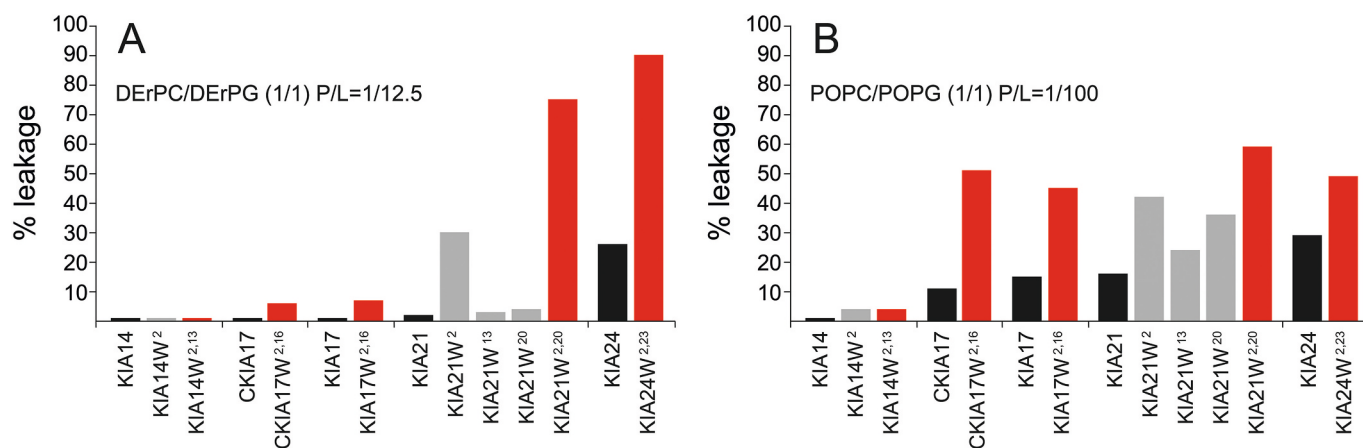 A
DErPC/DErPG (1/1) P/L=1/12.5
% leakage
100
90
80
70
60
50
40
30
20
10
KIA14
KIA14W²
KIA14W²,¹³
CKIA17
CKIA17W²,¹⁶
KIA17
KIA17W²,¹⁶
KIA21
KIA21W²
KIA21W¹³
KIA21W²⁰
KIA21W²,²⁰
KIA24
KIA24W²,²³
B
POPC/POPG (1/1) P/L=1/100
% leakage
100
90
80
70
60
50
40
30
20
10
KIA14
KIA14W²
KIA14W²,¹³
CKIA17
CKIA17W²,¹⁶
KIA17
KIA17W²,¹⁶
KIA21
KIA21W²
KIA21W¹³
KIA21W²⁰
KIA21W²,²⁰
KIA24
KIA24W²,²³